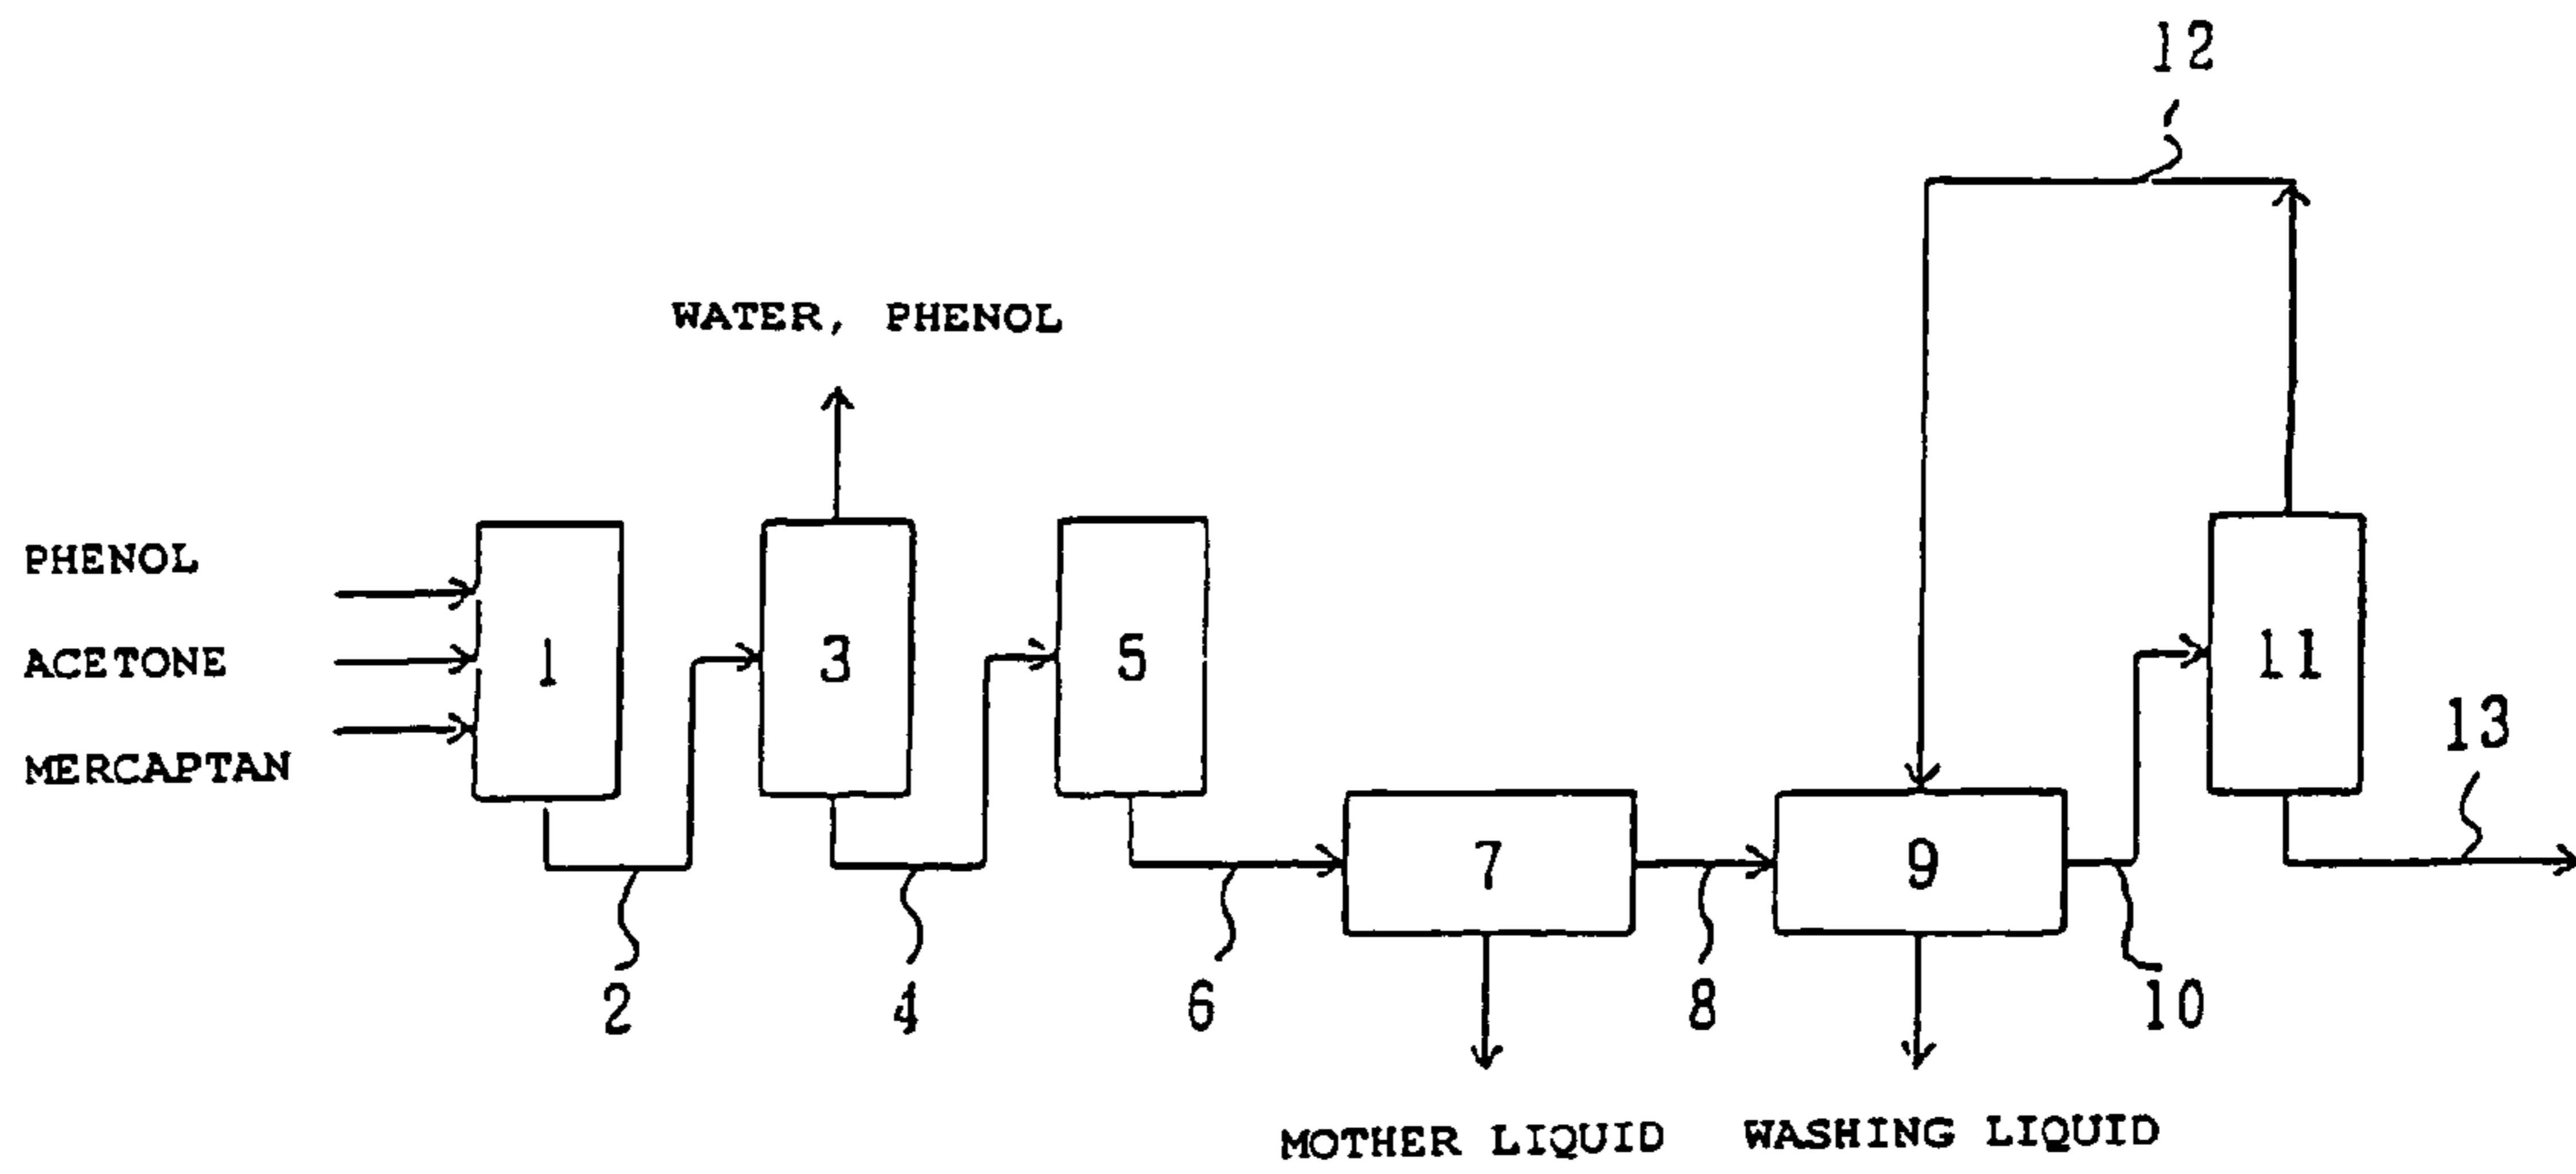 12
WATER, PHENOL
PHENOL
ACETONE
MERCAPTAN
1
3
5
11
13
7
9
2
4
6
8
10
MOTHER LIQUID
WASHING LIQUID